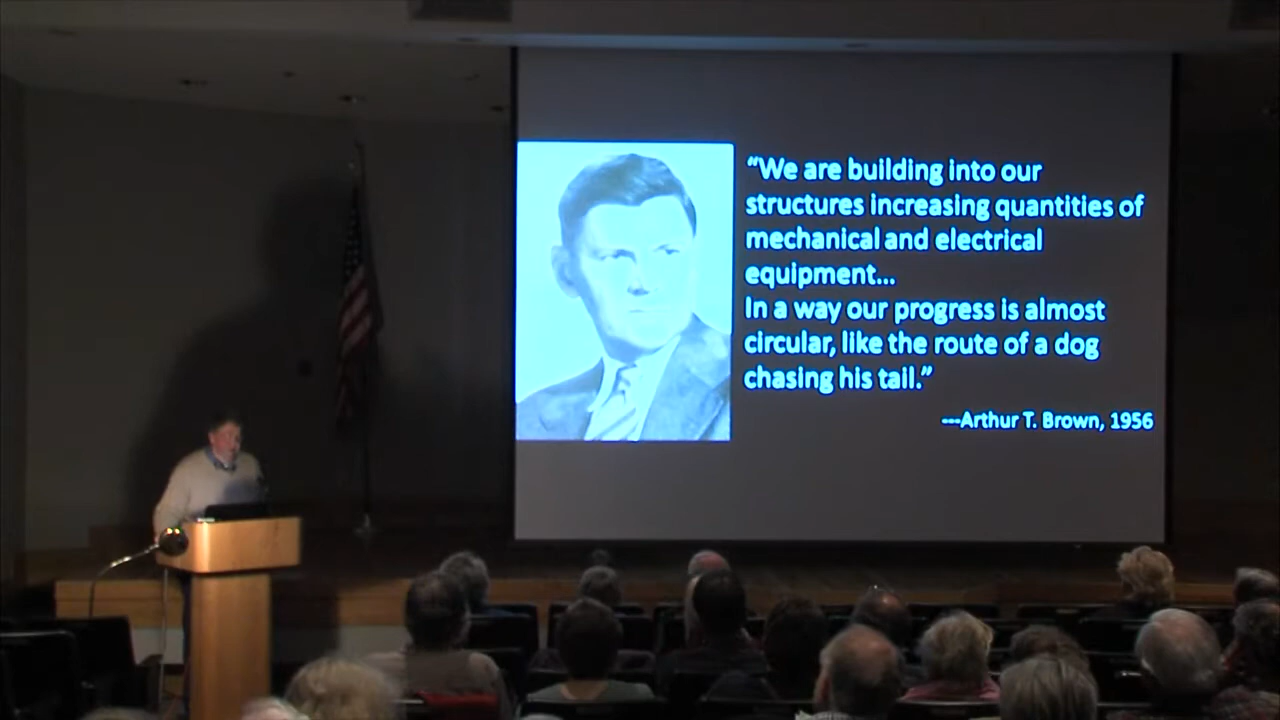 “We are building into our
structures increasing quantities of
mechanical and electrical
equipment...
In a way our progress is almost
circular, like the route of a dog
chasing his tail.”
---Arthur T. Brown, 1956